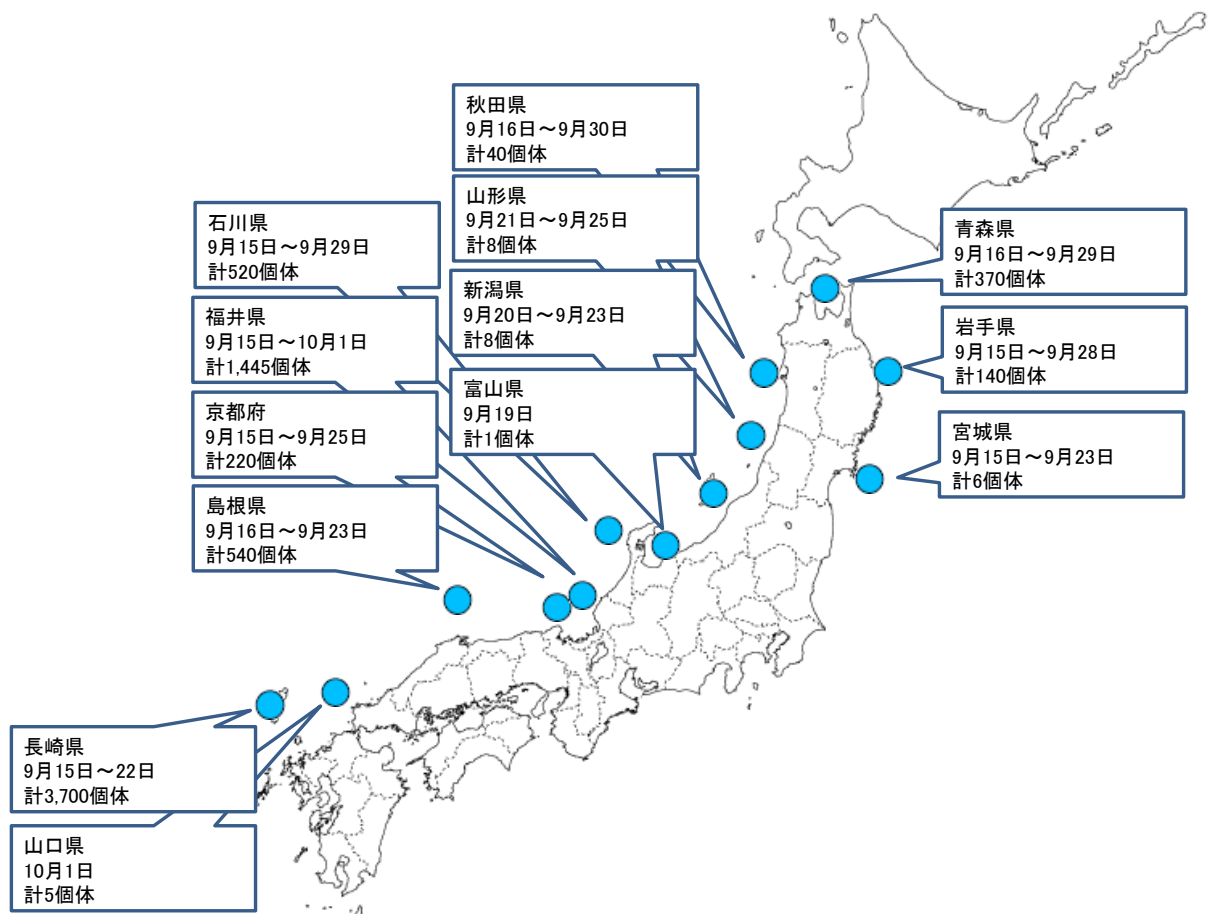 秋田県
9月16日～9月30日
計40個体
山形県
9月21日～9月25日
計8個体
石川県
9月15日～9月29日
計520個体
新潟県
9月20日～9月23日
計8個体
福井県
9月15日～10月1日
計1,445個体
富山県
9月19日
計1個体
京都府
9月15日～9月25日
計220個体
島根県
9月16日～9月23日
計540個体
青森県
9月16日～9月29日
計370個体
岩手県
9月15日～9月28日
計140個体
宮城県
9月15日～9月23日
計6個体
長崎県
9月15日～22日
計3,700個体
山口県
10月1日
計5個体